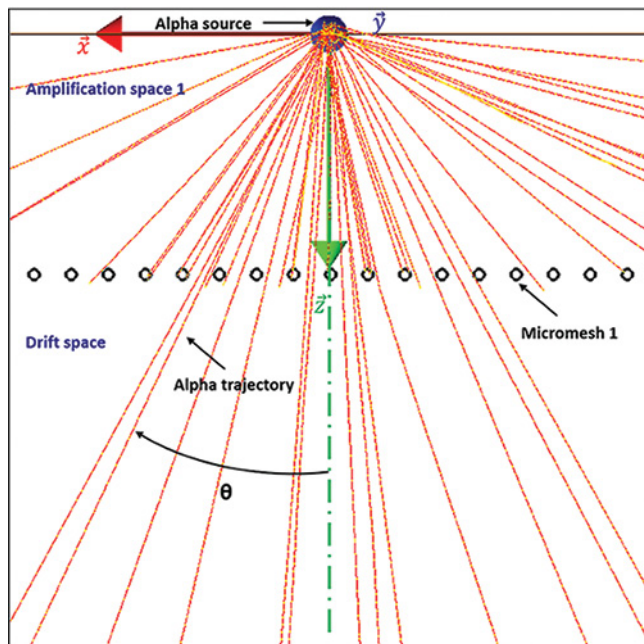 Alpha source
y⃗
x⃗
Amplification space 1
z⃗
Micromesh 1
Drift space
Alpha trajectory
θ